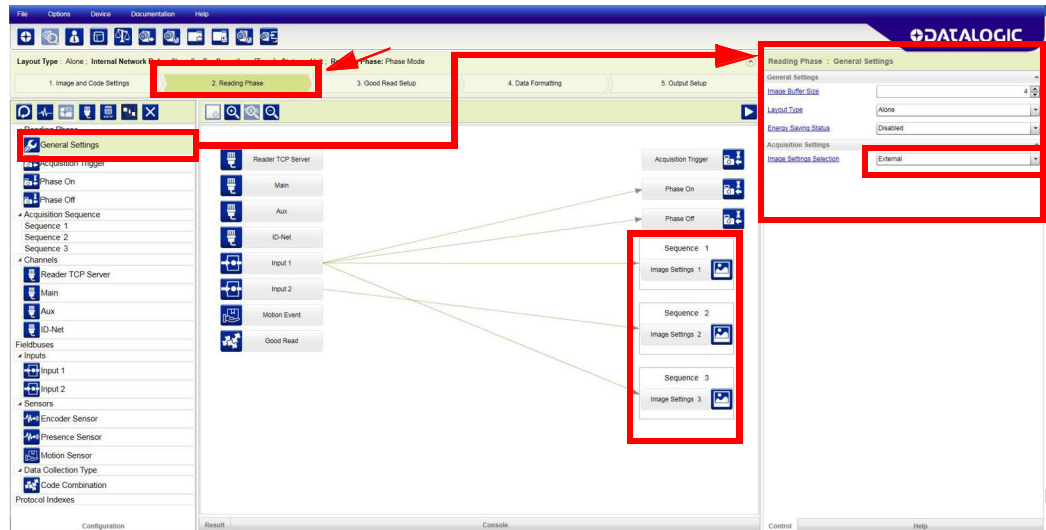 File Options Device Documentation Help
DATALOGIC
Layout Type : Alone ; Internal Network
Phase: Phase Mode
1. Image and Code Settings
2. Reading Phase
3. Good Read Setup
4. Data Formatting
5. Output Setup
Reading Phase
General Settings
Acquisition Trigger
Phase On
Phase Off
Acquisition Sequence
Sequence 1
Sequence 2
Sequence 3
Channels
Reader TCP Server
Main
Aux
ID-Net
Fieldbuses
Inputs
Input 1
Input 2
Sensors
Encoder Sensor
Presence Sensor
Motion Sensor
Data Collection Type
Code Combination
Protocol Indexes
Configuration
Reader TCP Server
Main
Aux
ID-Net
Input 1
Input 2
Motion Event
Good Read
Acquisition Trigger
Phase On
Phase Off
Sequence 1
Image Settings 1
Sequence 2
Image Settings 2
Sequence 3
Image Settings 3
Result
Console
Reading Phase : General Settings
General Settings
Image Buffer Size 4
Layout Type Alone
Energy Saving Status Disabled
Acquisition Settings
Image Settings Selection External
Control
Help